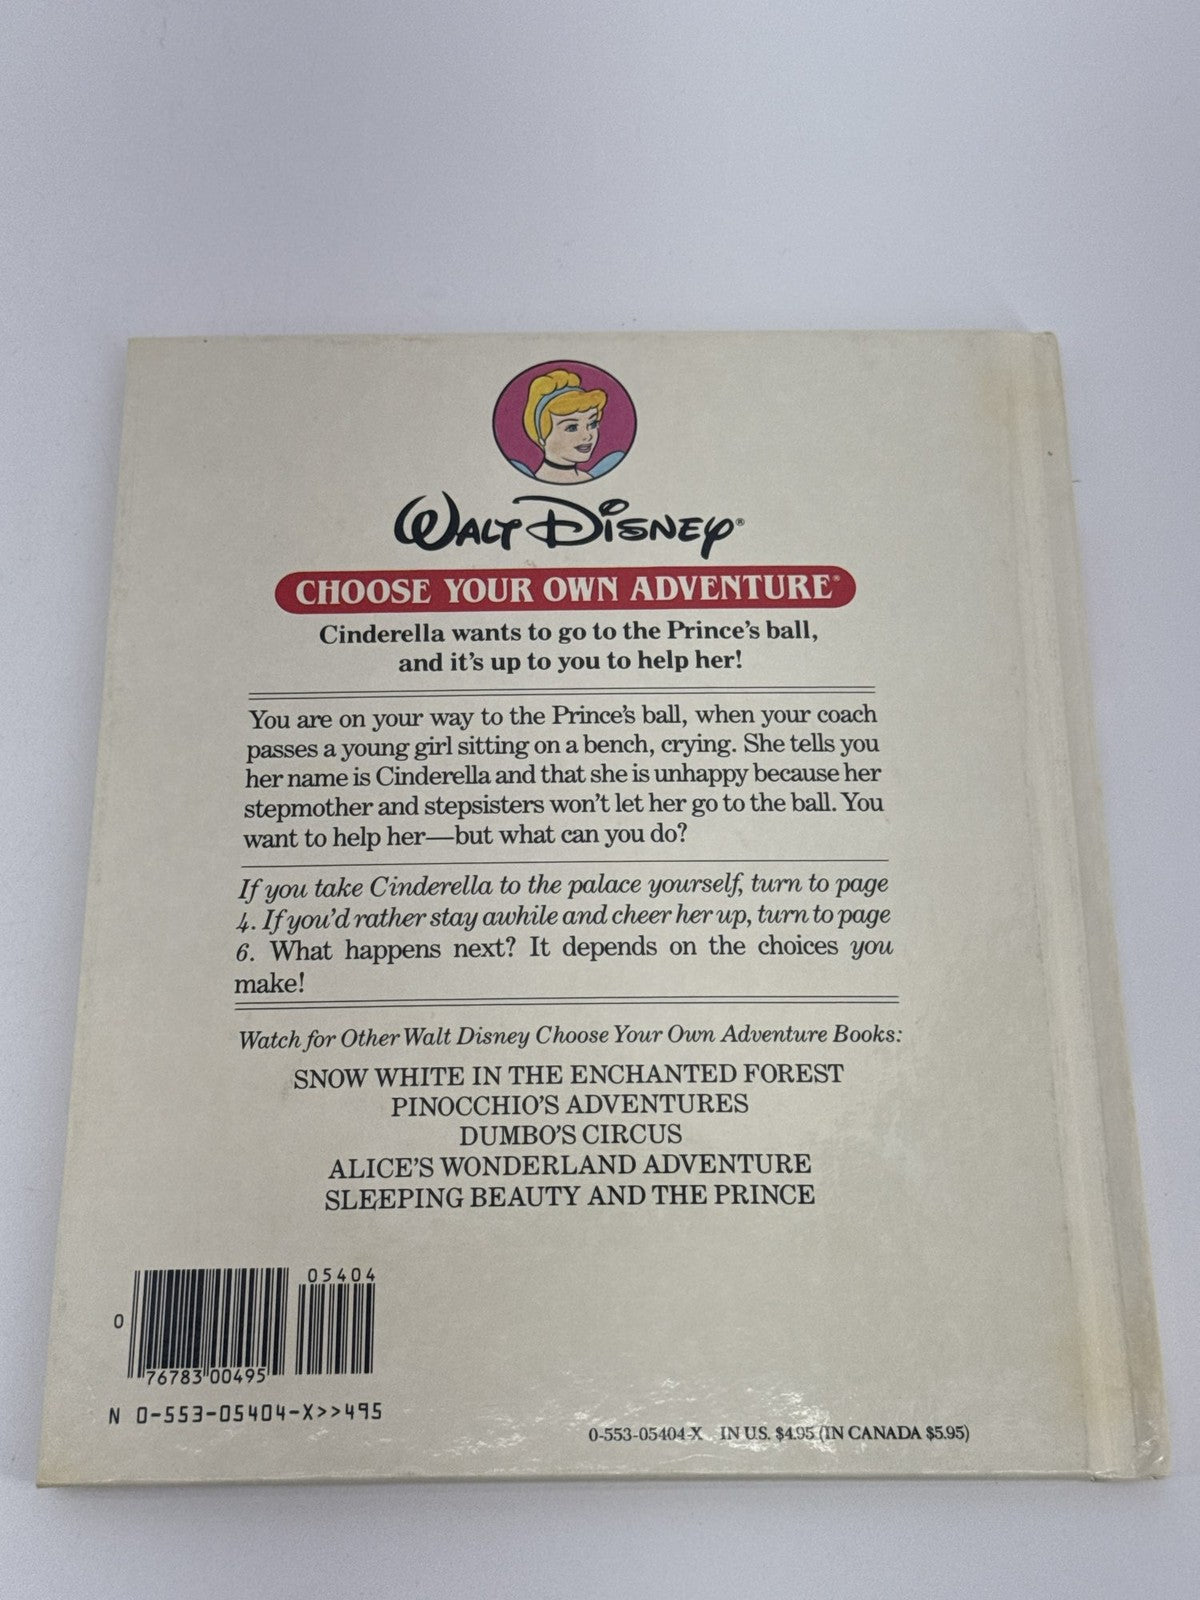 WALT DISNEY®
CHOOSE YOUR OWN ADVENTURE®
Cinderella wants to go to the Prince's ball,
and it's up to you to help her!
You are on your way to the Prince's ball, when your coach
passes a young girl sitting on a bench, crying. She tells you
her name is Cinderella and that she is unhappy because her
stepmother and stepsisters won't let her go to the ball. You
want to help her—but what can you do?
If you take Cinderella to the palace yourself, turn to page
4. If you'd rather stay awhile and cheer her up, turn to page
6. What happens next? It depends on the choices you
make!
Watch for Other Walt Disney Choose Your Own Adventure Books:
SNOW WHITE IN THE ENCHANTED FOREST
PINOCCHIO'S ADVENTURES
DUMBO'S CIRCUS
ALICE'S WONDERLAND ADVENTURE
SLEEPING BEAUTY AND THE PRINCE
05404
0
76783 00495
N 0-553-05404-X>>495
0-553-05404-X IN U.S. $4.95 (IN CANADA $5.95)